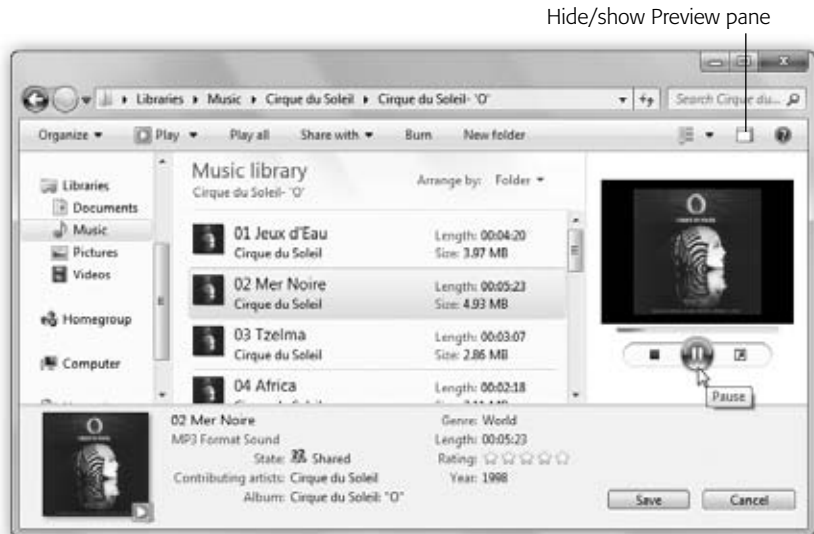 Hide/show Preview pane
Libraries ▸ Music ▸ Cirque du Soleil ▸ Cirque du Soleil- 'O'
Search Cirque du...
Organize Play Play all Share with Burn New folder
Libraries
Documents
Music
Pictures
Videos
Homegroup
Computer
Music library
Cirque du Soleil- 'O'
Arrange by: Folder
01 Jeux d'Eau
Cirque du Soleil
Length: 00:04:20
Size: 3.97 MB
02 Mer Noire
Cirque du Soleil
Length: 00:05:23
Size: 4.93 MB
03 Tzelma
Cirque du Soleil
Length: 00:03:07
Size: 2.86 MB
04 Africa
Length: 00:02:18
O
Pause
O
02 Mer Noire
MP3 Format Sound
State: Shared
Contributing artists: Cirque du Soleil
Album: Cirque du Soleil: "O"
Genre: World
Length: 00:05:23
Rating:
Year: 1998
Save Cancel